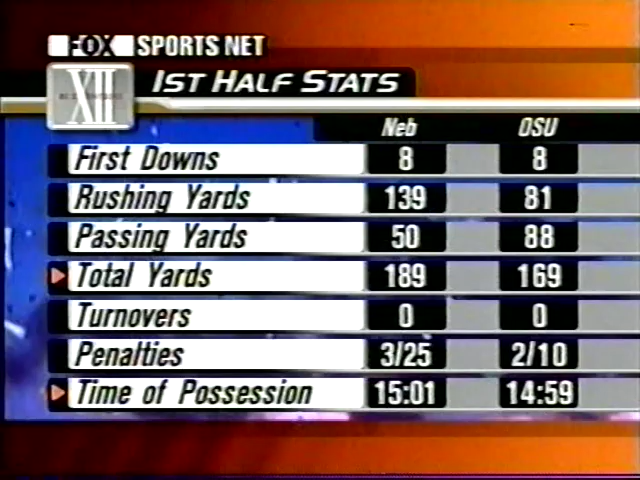 FOX SPORTS NET
XII 1ST HALF STATS
Neb OSU
First Downs 8 8
Rushing Yards 139 81
Passing Yards 50 88
Total Yards 189 169
Turnovers 0 0
Penalties 3/25 2/10
Time of Possession 15:01 14:59